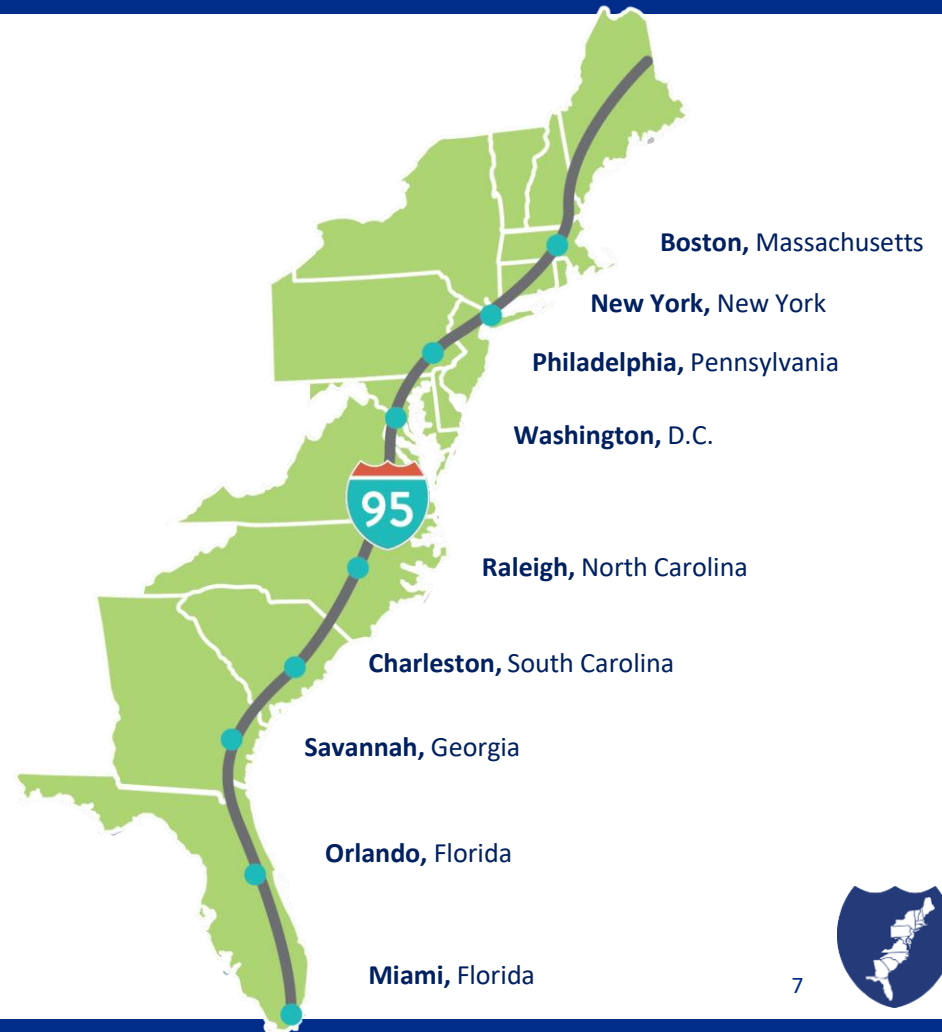 Boston, Massachusetts
New York, New York
Philadelphia, Pennsylvania
Washington, D.C.
95
Raleigh, North Carolina
Charleston, South Carolina
Savannah, Georgia
Orlando, Florida
Miami, Florida
7